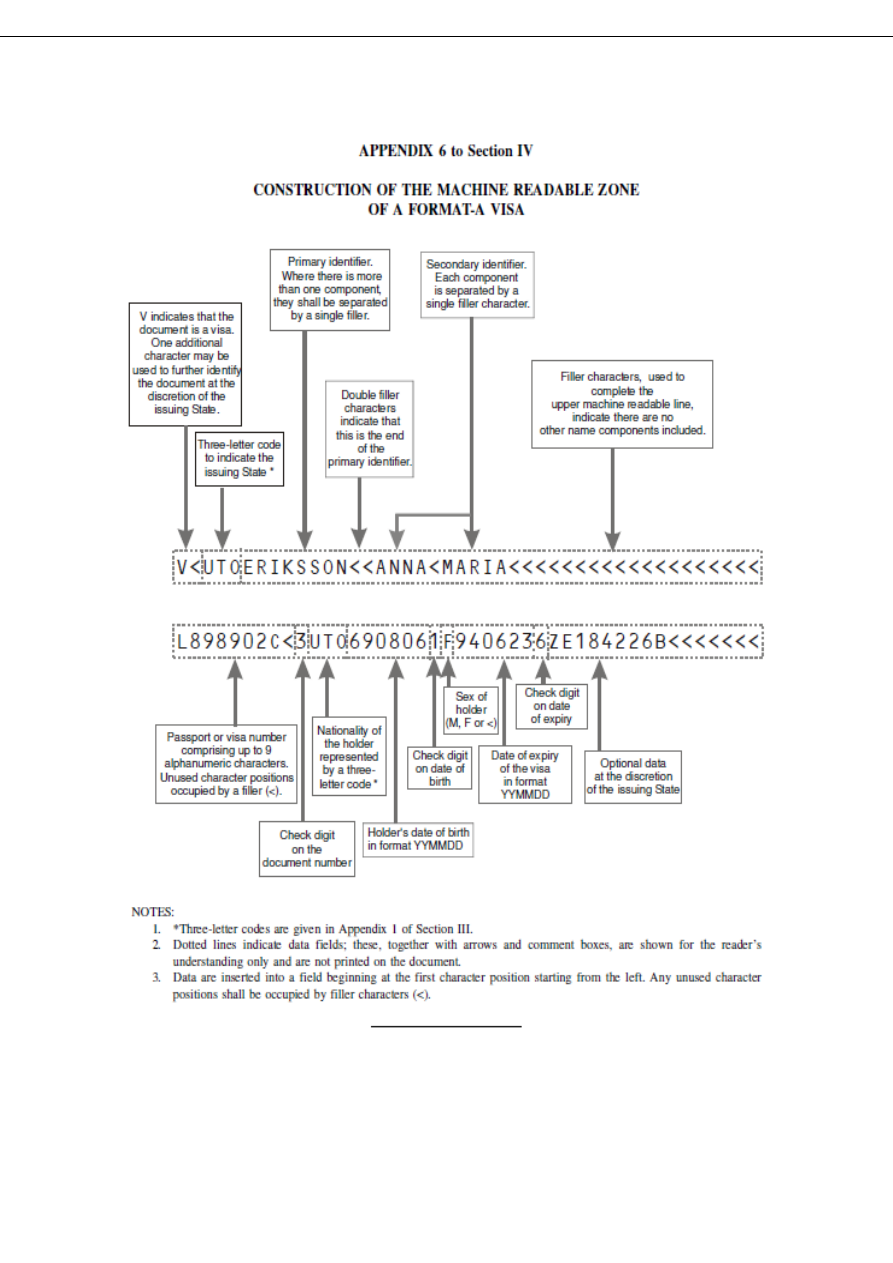 APPENDIX 6 to Section IV
CONSTRUCTION OF THE MACHINE READABLE ZONE
OF A FORMAT-A VISA
V indicates that the
document is a visa.
One additional
character may be
used to further identify
the document at the
discretion of the
issuing State.
Three-letter code
to indicate the
issuing State *
Primary identifier.
Where there is more
than one component,
they shall be separated
by a single filler.
Double filler
characters
indicate that
this is the end
of the
primary identifier.
Secondary identifier.
Each component
is separated by a
single filler character.
Filler characters, used to
complete the
upper machine readable line,
indicate there are no
other name components included.
V<UTOERIKSSON<<ANNA<MARIA<<<<<<<<<<<<<<<<<<<
L898902C<3UTO6908061F9406236ZE184226B<<<<<<<
Passport or visa number
comprising up to 9
alphanumeric characters.
Unused character positions
occupied by a filler (<).
Check digit
on the
document number
Nationality of
the holder
represented
by a three-
letter code *
Holder's date of birth
in format YYMMDD
Check digit
on date of
birth
Sex of
holder
(M, F or <)
Date of expiry
of the visa
in format
YYMMDD
Check digit
on date
of expiry
Optional data
at the discretion
of the issuing State
NOTES:
1. *Three-letter codes are given in Appendix 1 of Section III.
2. Dotted lines indicate data fields; these, together with arrows and comment boxes, are shown for the reader's
understanding only and are not printed on the document.
3. Data are inserted into a field beginning at the first character position starting from the left. Any unused character
positions shall be occupied by filler characters (<).